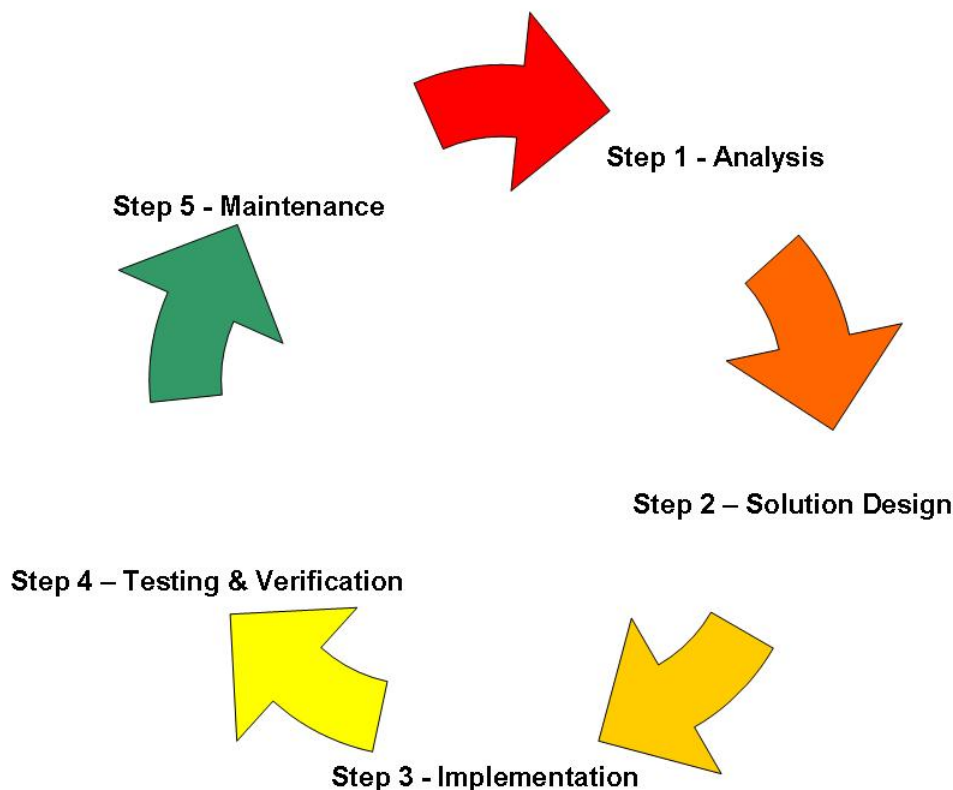 Step 1 - Analysis
Step 2 – Solution Design
Step 3 - Implementation
Step 4 – Testing & Verification
Step 5 - Maintenance